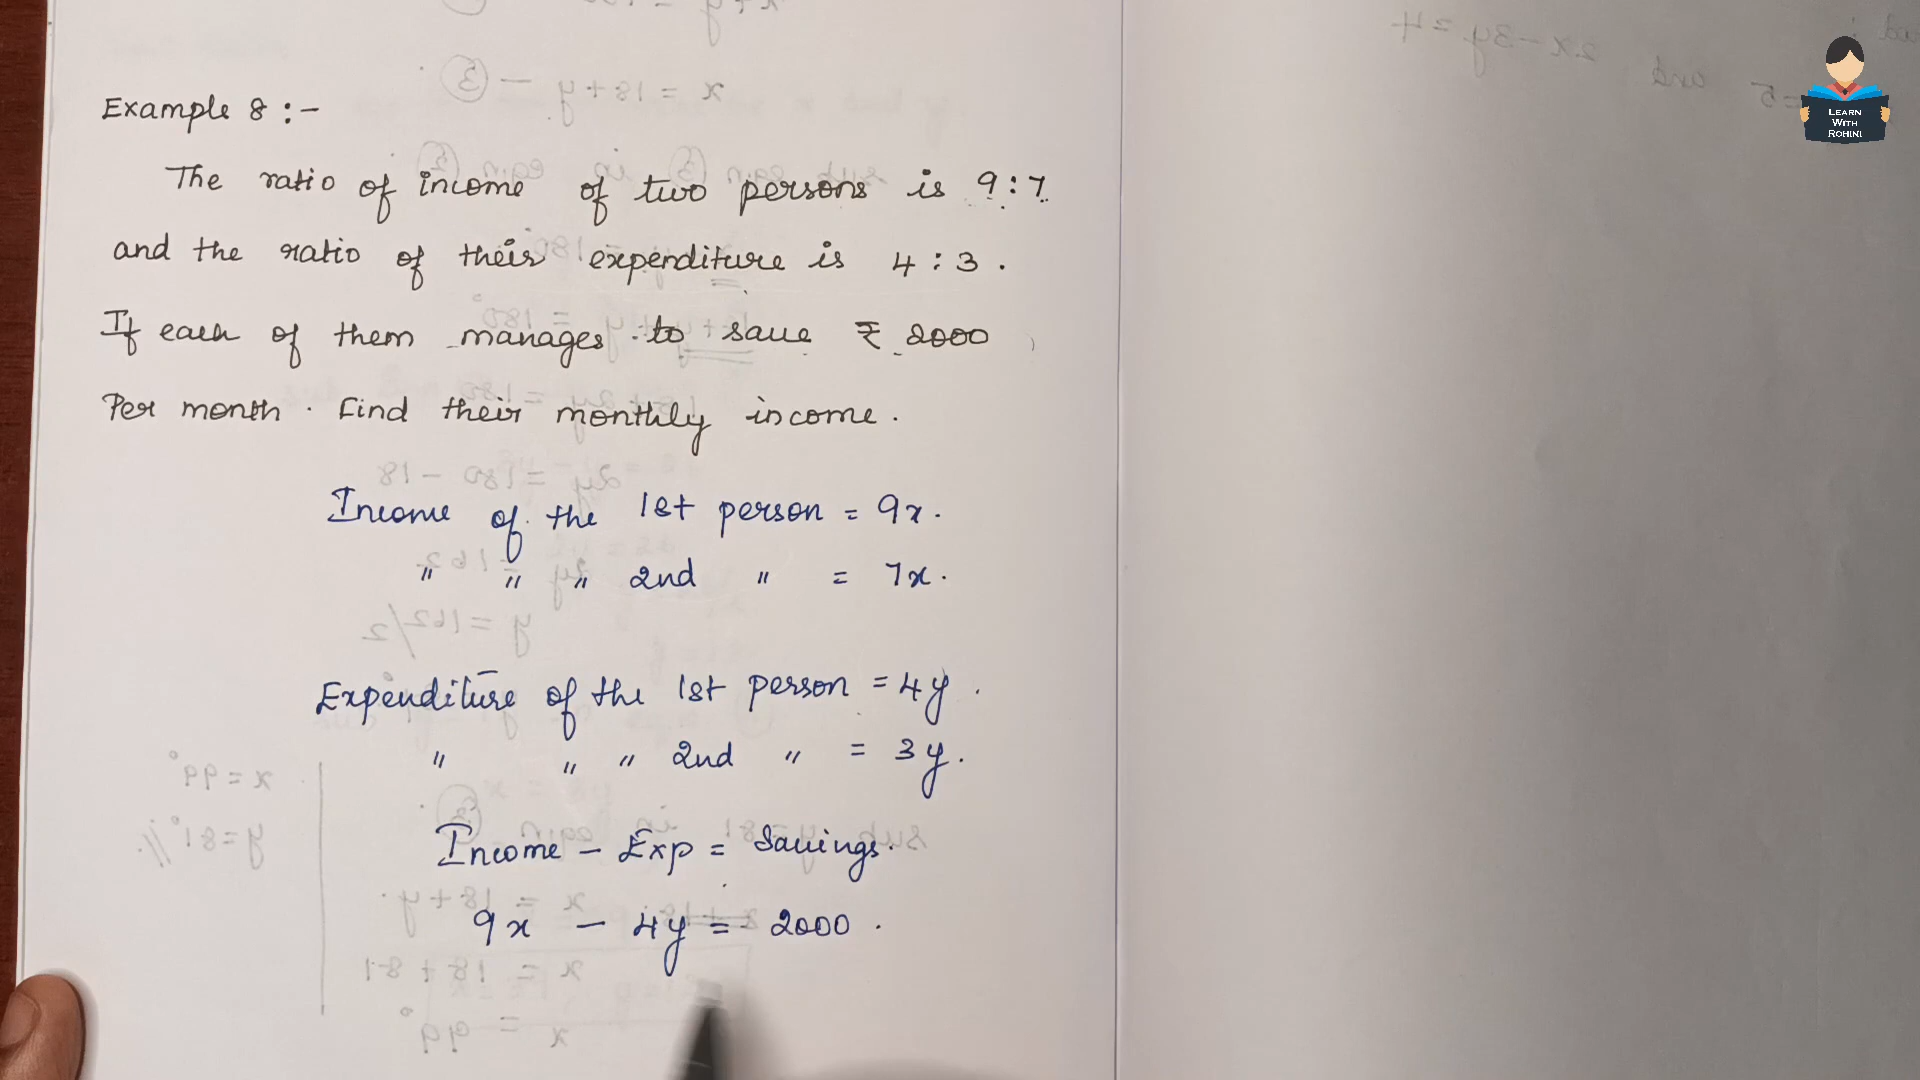 Example 8 :-
The ratio of income of two persons is 9:7
and the ratio of their expenditure is 4:3.
If each of them manages to save ₹ 2000
Per month. Find their monthly income.
Income of the 1st person = 9x.
" " " 2nd " = 7x.
Expenditure of the 1st person = 4y.
" " " 2nd " = 3y.
Income - Exp = Savings.
9x - 4y = 2000.
LEARN
WITH
ROHINI